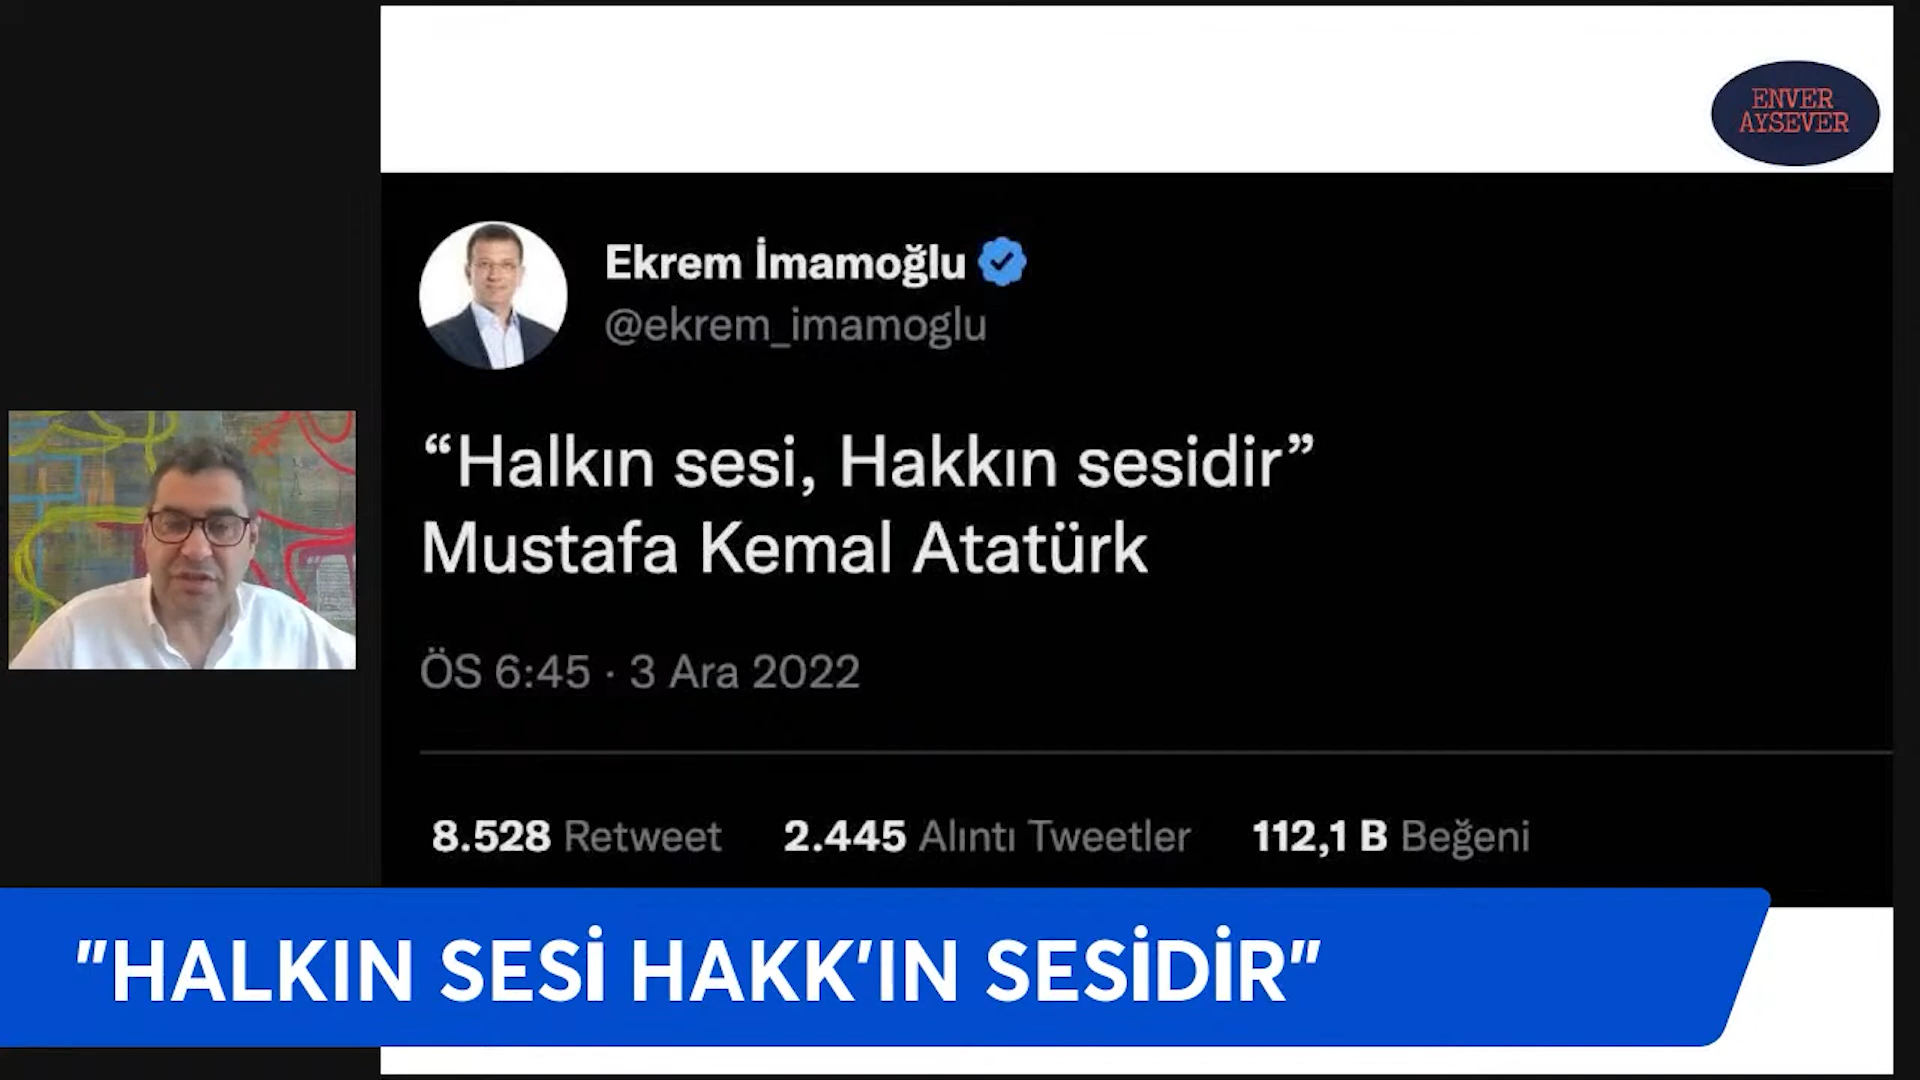 ENVER
AYSEVER
Ekrem İmamoğlu
@ekrem_imamoglu
“Halkın sesi, Hakkın sesidir”
Mustafa Kemal Atatürk
ÖS 6:45 · 3 Ara 2022
8.528 Retweet 2.445 Alıntı Tweetler 112,1 B Beğeni
"HALKIN SESİ HAKK'IN SESİDİR"